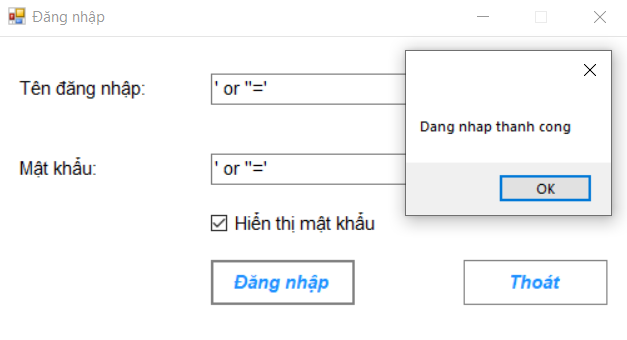 Đăng nhập
Tên đăng nhập:
' or ''='
Dang nhap thanh cong
Mật khẩu:
' or ''='
OK
Hiển thị mật khẩu
Đăng nhập
Thoát